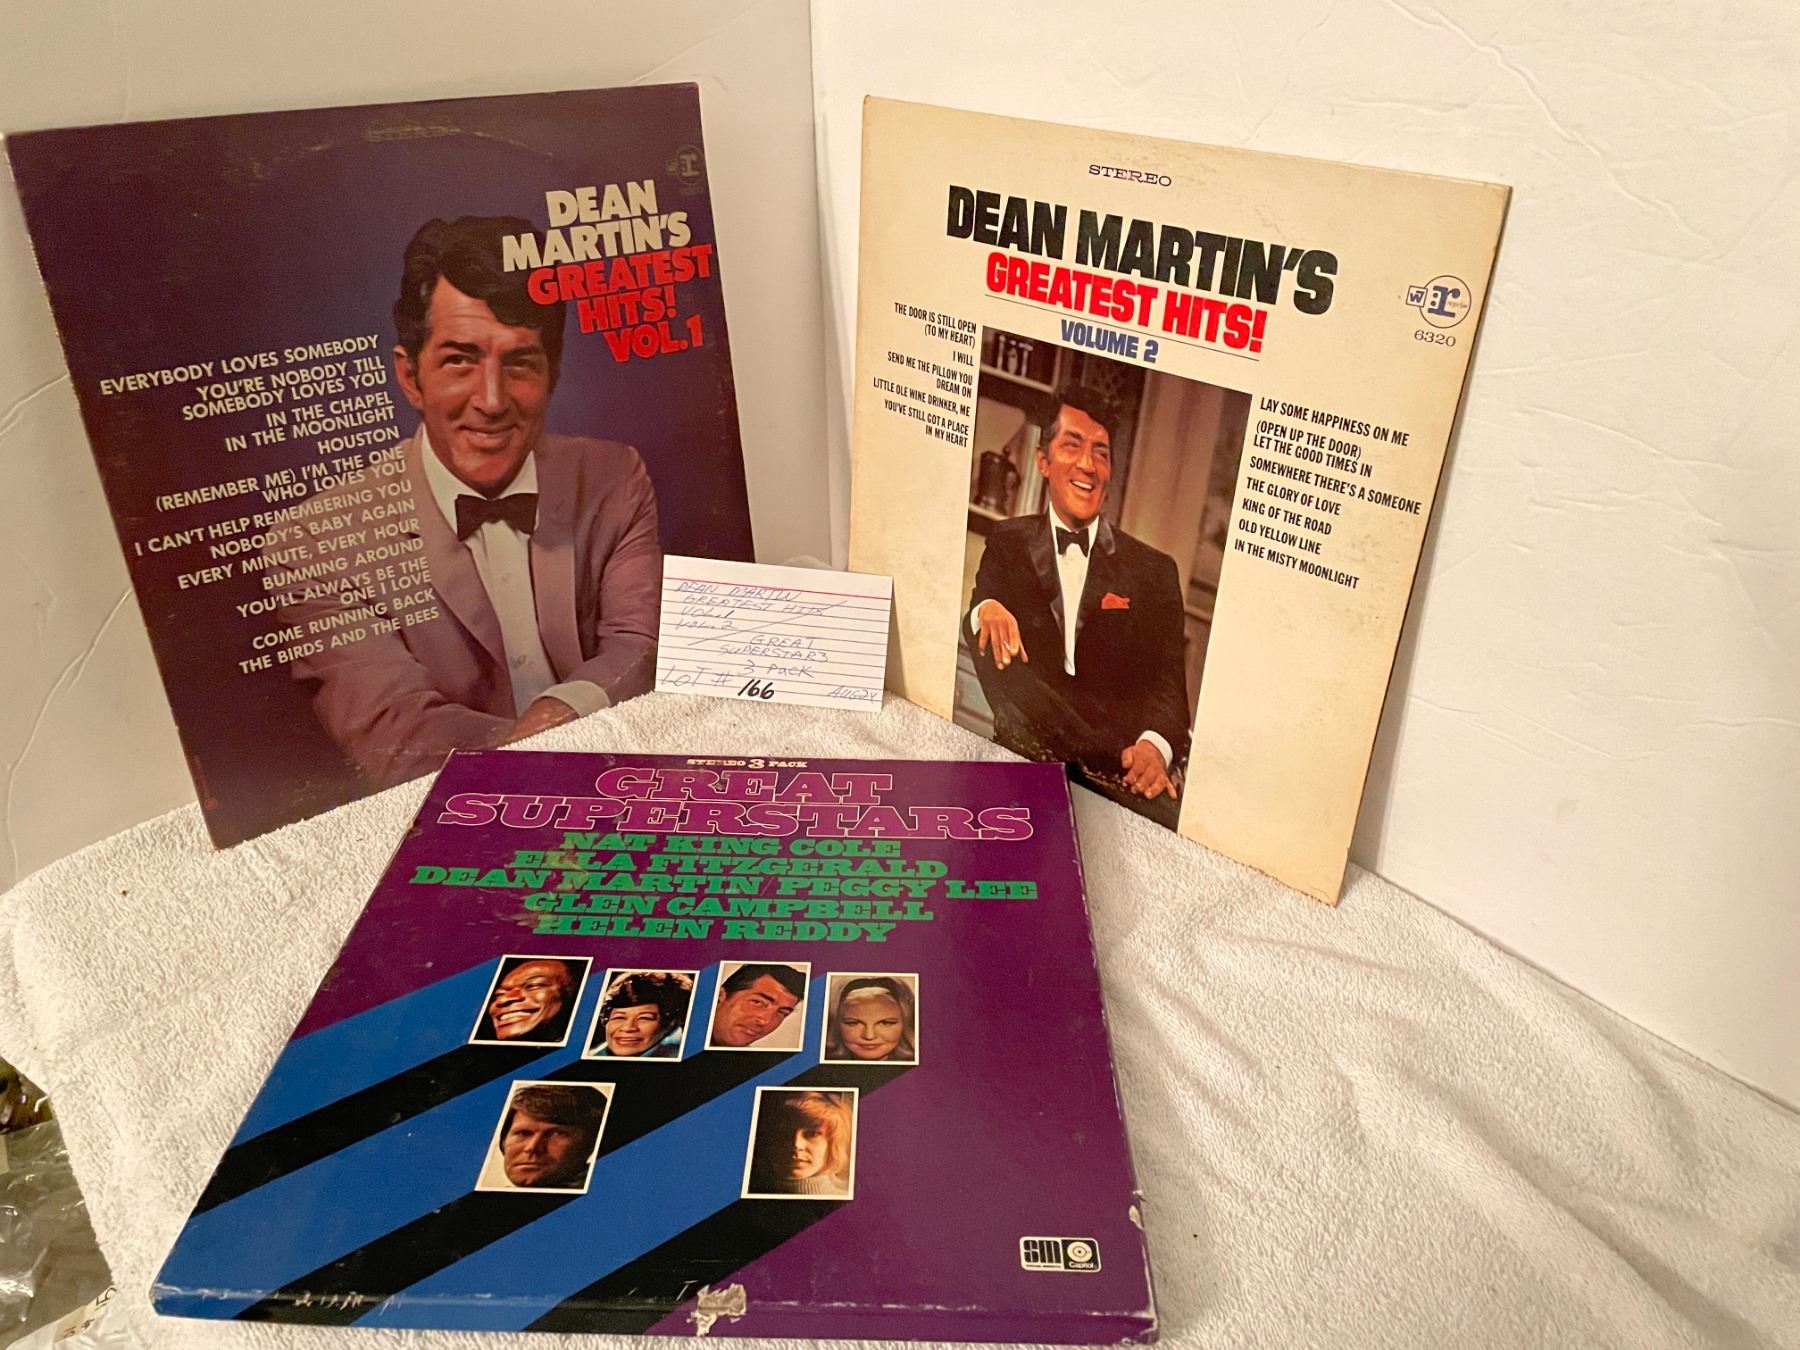 STEREO
DEAN
MARTIN'S
GREATEST
HITS!
VOL.1
EVERYBODY LOVES SOMEBODY
YOU'RE NOBODY TILL
SOMEBODY LOVES YOU
IN THE CHAPEL
IN THE MOONLIGHT
HOUSTON
(REMEMBER ME) I'M THE ONE
WHO LOVES YOU
I CAN'T HELP REMEMBERING YOU
NOBODY'S BABY AGAIN
EVERY MINUTE, EVERY HOUR
BUMMING AROUND
YOU'LL ALWAYS BE THE
ONE I LOVE
COME RUNNING BACK
THE BIRDS AND THE BEES
STEREO
DEAN MARTIN'S
GREATEST HITS!
VOLUME 2
W r:
6320
THE DOOR IS STILL OPEN
(TO MY HEART)
I WILL
SEND ME THE PILLOW YOU
DREAM ON
LITTLE OLE WINE DRINKER, ME
YOU'VE STILL GOT A PLACE
IN MY HEART
LAY SOME HAPPINESS ON ME
(OPEN UP THE DOOR)
LET THE GOOD TIMES IN
SOMEWHERE THERE'S A SOMEONE
THE GLORY OF LOVE
KING OF THE ROAD
OLD YELLOW LINE
IN THE MISTY MOONLIGHT
DEAN MARTIN
GREATEST HITS
VOL.1
VOL.2
GREAT
SUPERSTARS
3 PACK
LOT # 166 AUG24
STEREO 3 PACK
GREAT
SUPERSTARS
NAT KING COLE
ELLA FITZGERALD
DEAN MARTIN/PEGGY LEE
GLEN CAMPBELL
HELEN REDDY
SM Capitol